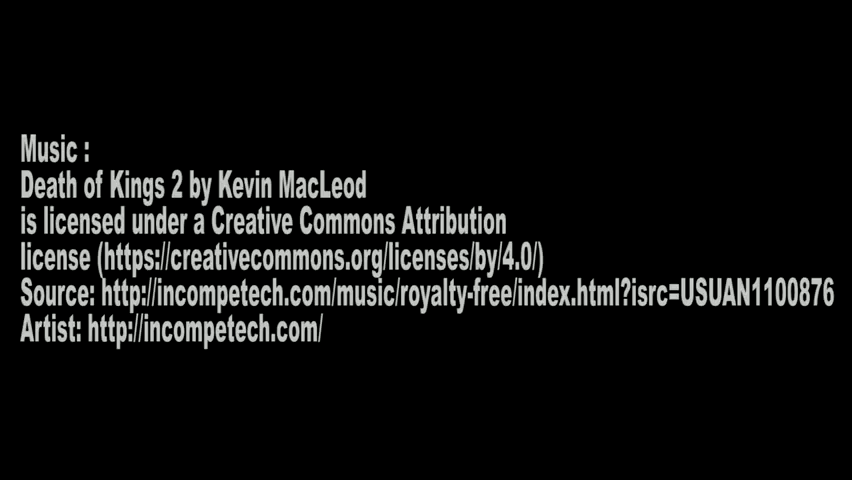 Music :
Death of Kings 2 by Kevin MacLeod
is licensed under a Creative Commons Attribution
license (https://creativecommons.org/licenses/by/4.0/)
Source: http://incompetech.com/music/royalty-free/index.html?isrc=USUAN1100876
Artist: http://incompetech.com/